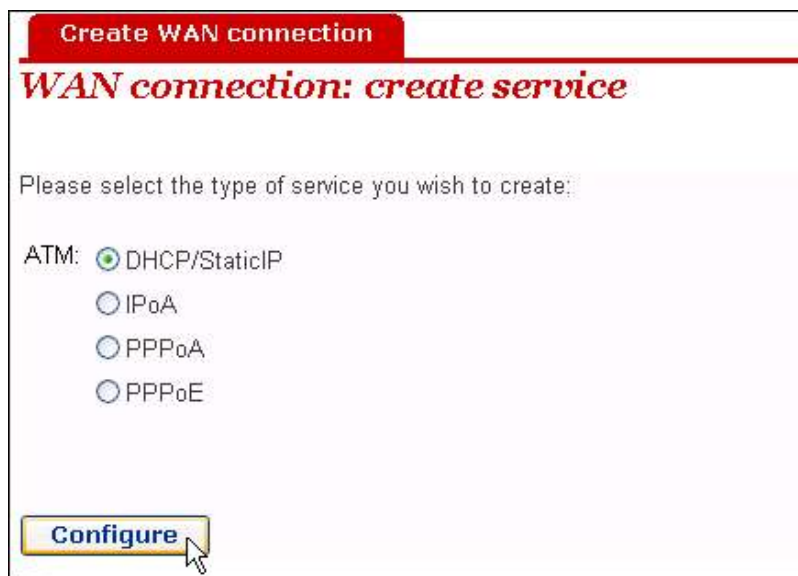 Create WAN connection
WAN connection: create service
Please select the type of service you wish to create:
ATM: DHCP/StaticIP
IPoA
PPPoA
PPPoE
Configure